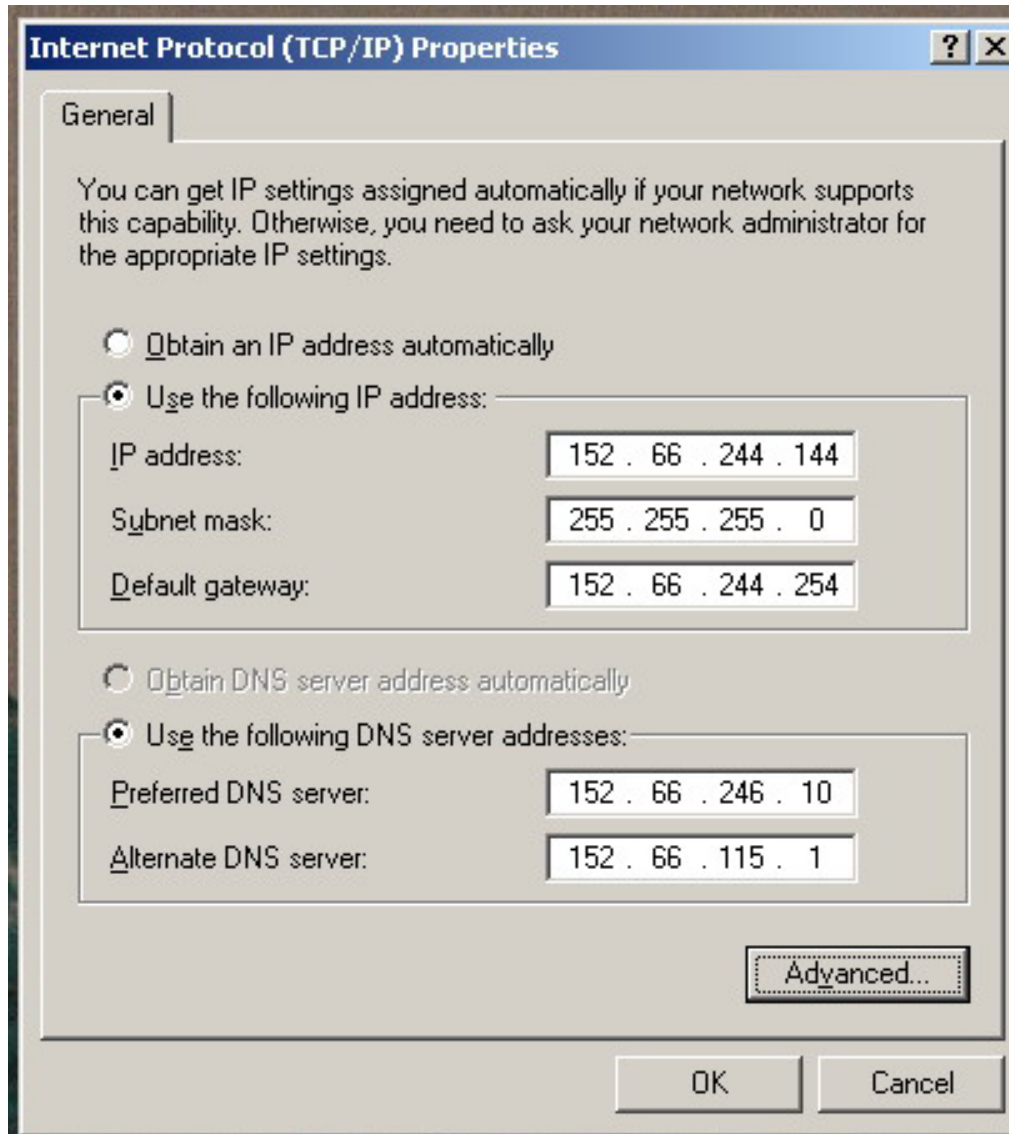 Internet Protocol (TCP/IP) Properties
General
You can get IP settings assigned automatically if your network supports
this capability. Otherwise, you need to ask your network administrator for
the appropriate IP settings.
Obtain an IP address automatically
Use the following IP address:
IP address: 152 . 66 . 244 . 144
Subnet mask: 255 . 255 . 255 . 0
Default gateway: 152 . 66 . 244 . 254
Obtain DNS server address automatically
Use the following DNS server addresses:
Preferred DNS server: 152 . 66 . 246 . 10
Alternate DNS server: 152 . 66 . 115 . 1
Advanced...
OK Cancel